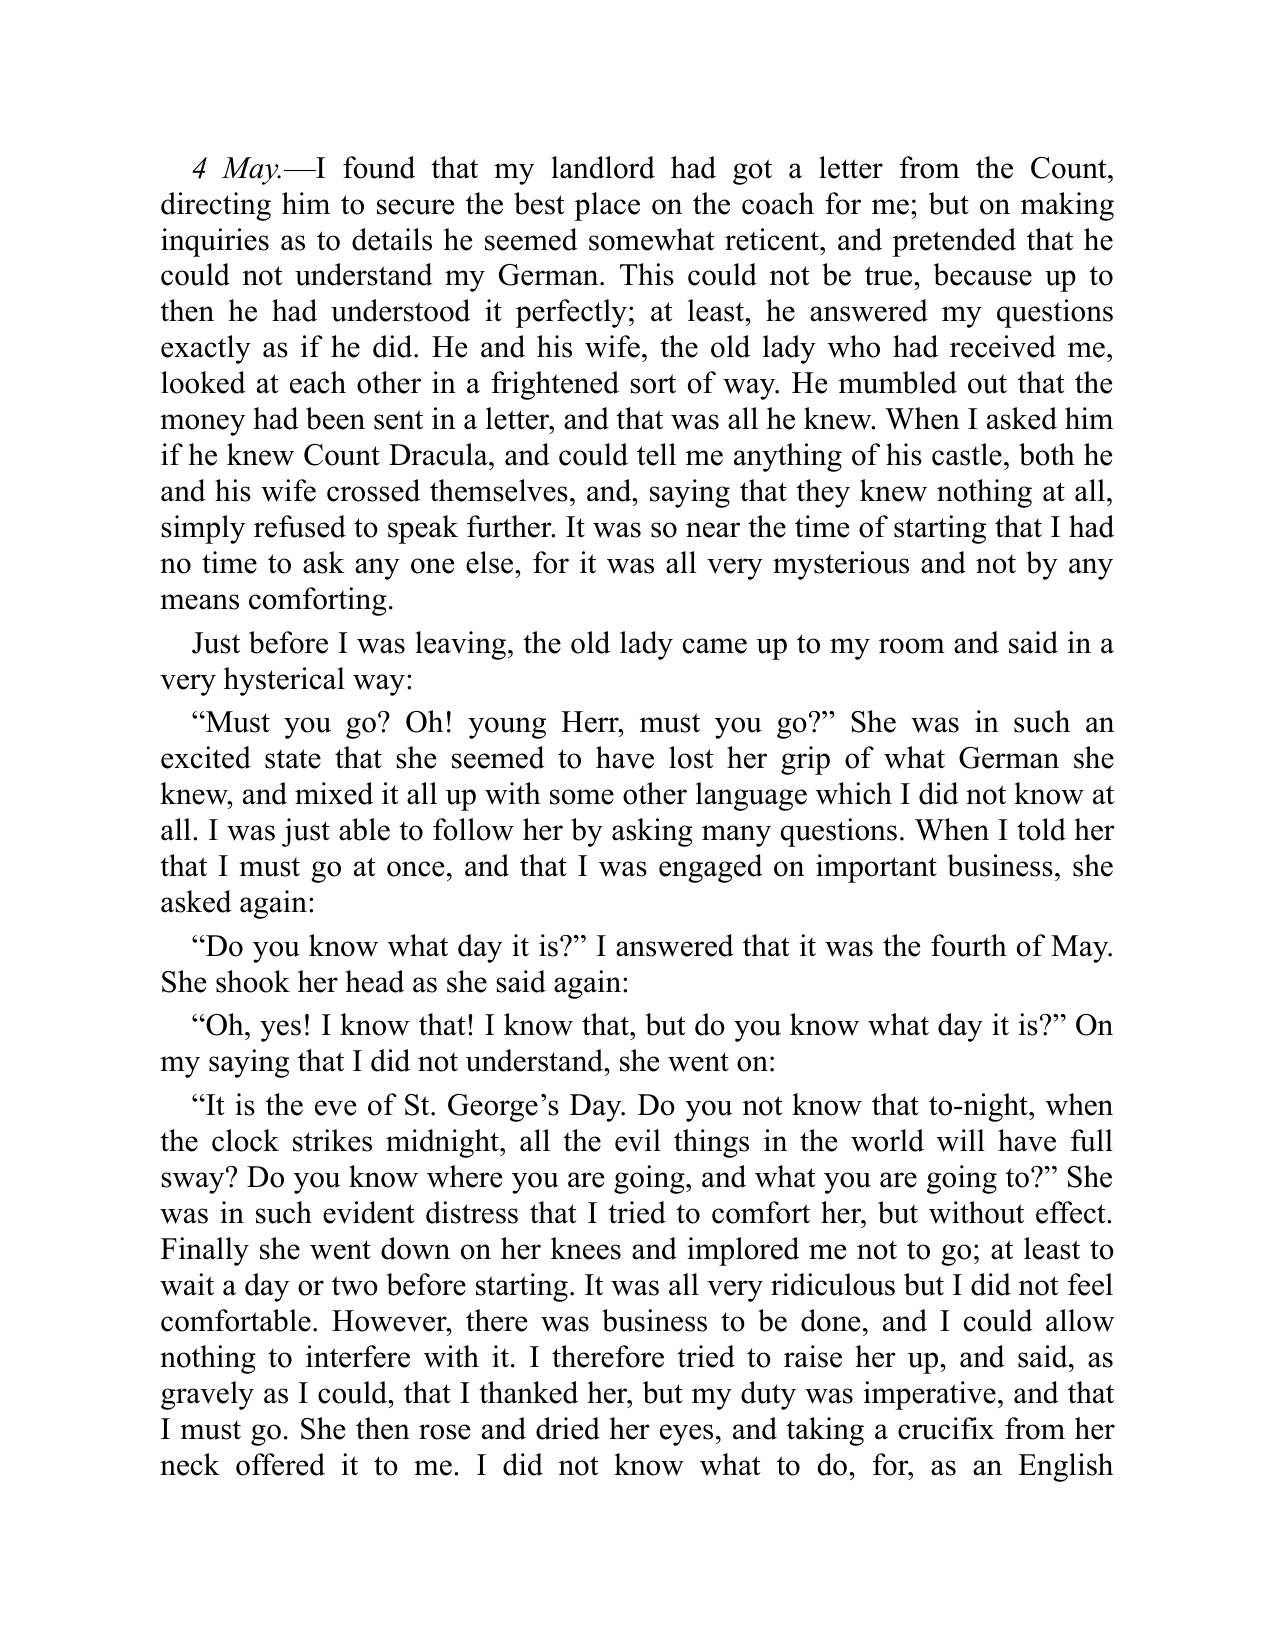 4 May.—I found that my landlord had got a letter from the Count,
directing him to secure the best place on the coach for me; but on making
inquiries as to details he seemed somewhat reticent, and pretended that he
could not understand my German. This could not be true, because up to
then he had understood it perfectly; at least, he answered my questions
exactly as if he did. He and his wife, the old lady who had received me,
looked at each other in a frightened sort of way. He mumbled out that the
money had been sent in a letter, and that was all he knew. When I asked him
if he knew Count Dracula, and could tell me anything of his castle, both he
and his wife crossed themselves, and, saying that they knew nothing at all,
simply refused to speak further. It was so near the time of starting that I had
no time to ask any one else, for it was all very mysterious and not by any
means comforting.
Just before I was leaving, the old lady came up to my room and said in a
very hysterical way:
“Must you go? Oh! young Herr, must you go?” She was in such an
excited state that she seemed to have lost her grip of what German she
knew, and mixed it all up with some other language which I did not know at
all. I was just able to follow her by asking many questions. When I told her
that I must go at once, and that I was engaged on important business, she
asked again:
“Do you know what day it is?” I answered that it was the fourth of May.
She shook her head as she said again:
“Oh, yes! I know that! I know that, but do you know what day it is?” On
my saying that I did not understand, she went on:
“It is the eve of St. George’s Day. Do you not know that to-night, when
the clock strikes midnight, all the evil things in the world will have full
sway? Do you know where you are going, and what you are going to?” She
was in such evident distress that I tried to comfort her, but without effect.
Finally she went down on her knees and implored me not to go; at least to
wait a day or two before starting. It was all very ridiculous but I did not feel
comfortable. However, there was business to be done, and I could allow
nothing to interfere with it. I therefore tried to raise her up, and said, as
gravely as I could, that I thanked her, but my duty was imperative, and that
I must go. She then rose and dried her eyes, and taking a crucifix from her
neck offered it to me. I did not know what to do, for, as an English